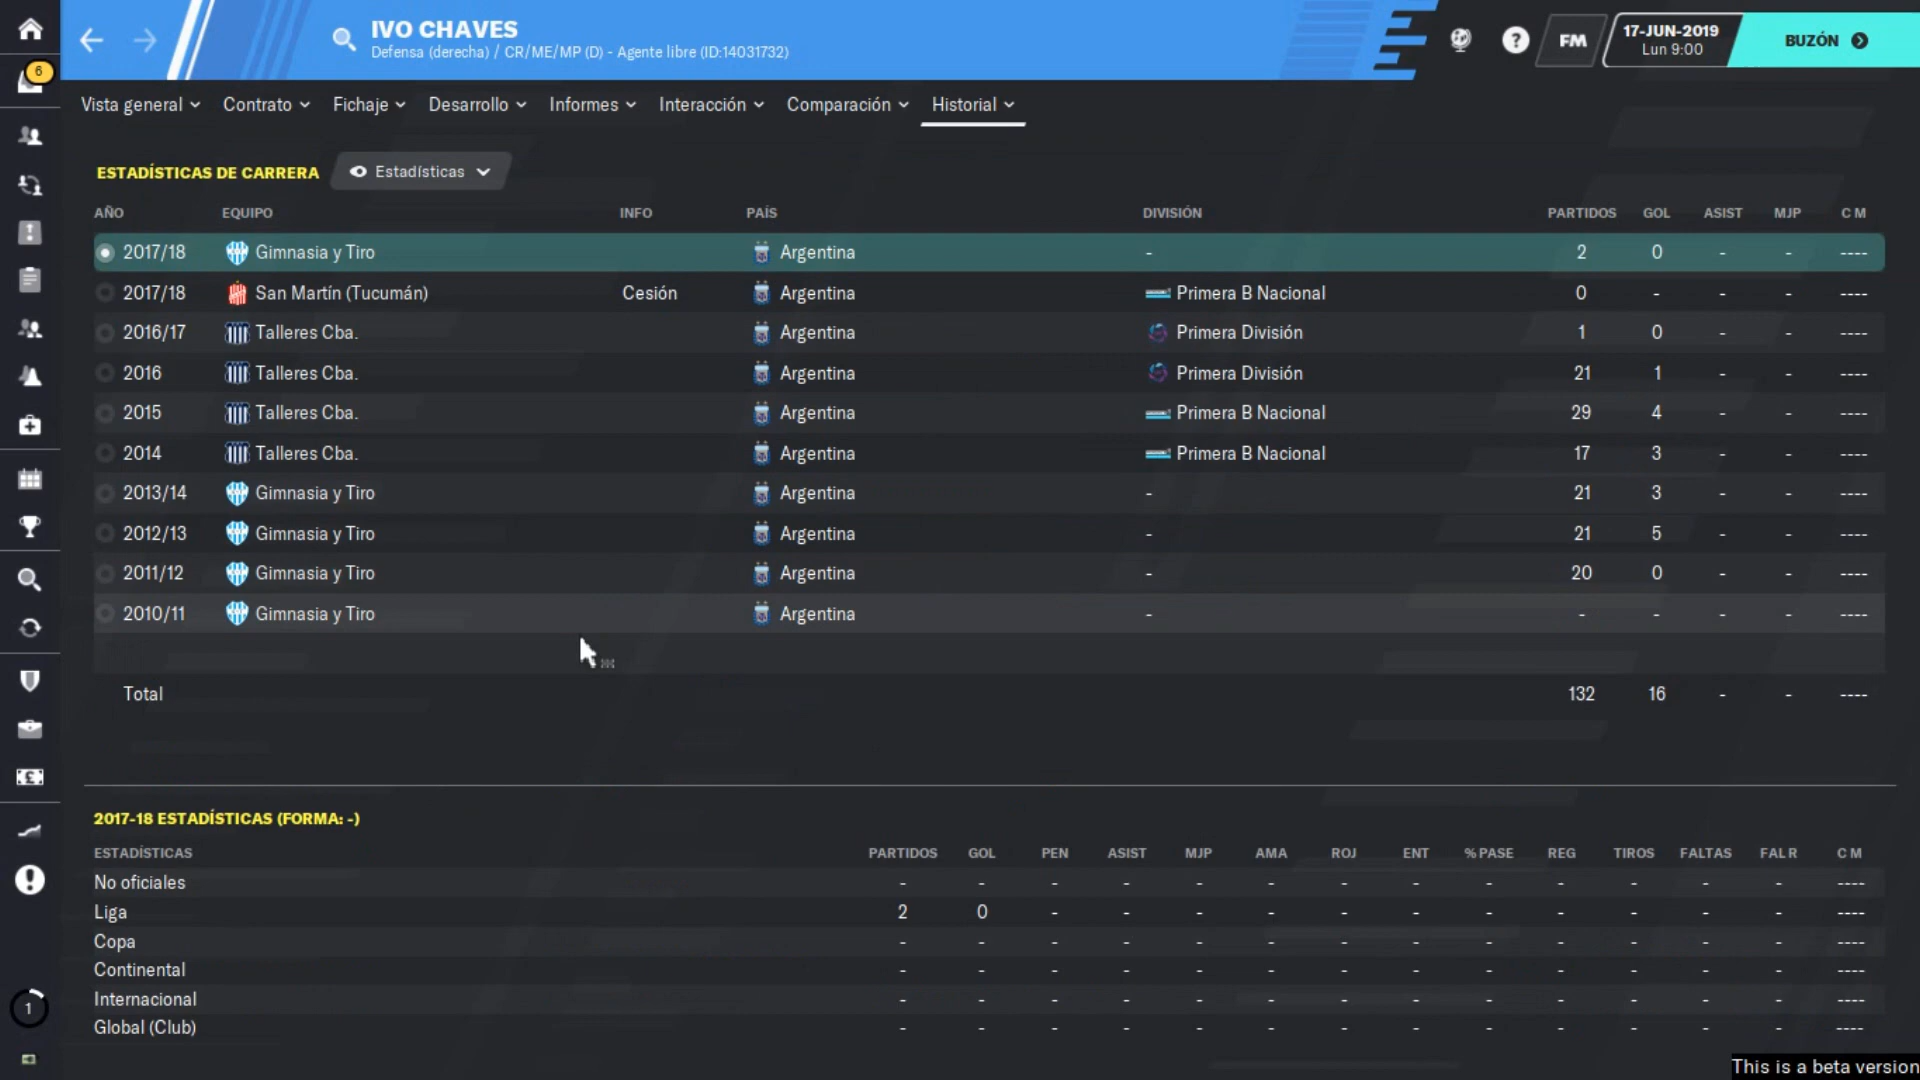 IVO CHAVES
Defensa (derecha) / CR/ME/MP (D) - Agente libre (ID:14031732)
FM
17-JUN-2019
Lun 9:00
BUZÓN
6
Vista general Contrato Fichaje Desarrollo Informes Interacción Comparación Historial
ESTADÍSTICAS DE CARRERA Estadísticas
AÑO EQUIPO INFO PAÍS DIVISIÓN PARTIDOS GOL ASIST MJP C M
2017/18 Gimnasia y Tiro Argentina - 2 0 - - ----
2017/18 San Martín (Tucumán) Cesión Argentina Primera B Nacional 0 - - - ----
2016/17 Talleres Cba. Argentina Primera División 1 0 - - ----
2016 Talleres Cba. Argentina Primera División 21 1 - - ----
2015 Talleres Cba. Argentina Primera B Nacional 29 4 - - ----
2014 Talleres Cba. Argentina Primera B Nacional 17 3 - - ----
2013/14 Gimnasia y Tiro Argentina - 21 3 - - ----
2012/13 Gimnasia y Tiro Argentina - 21 5 - - ----
2011/12 Gimnasia y Tiro Argentina - 20 0 - - ----
2010/11 Gimnasia y Tiro Argentina - - - - - ----
Total 132 16 - - ----
2017-18 ESTADÍSTICAS (FORMA: -)
ESTADÍSTICAS PARTIDOS GOL PEN ASIST MJP AMA ROJ ENT % PASE REG TIROS FALTAS FAL R C M
No oficiales - - - - - - - - - - - - - ----
Liga 2 0 - - - - - - - - - - - ----
Copa - - - - - - - - - - - - - ----
Continental - - - - - - - - - - - - - ----
Internacional - - - - - - - - - - - - - ----
Global (Club) - - - - - - - - - - - - - ----
1
This is a beta version